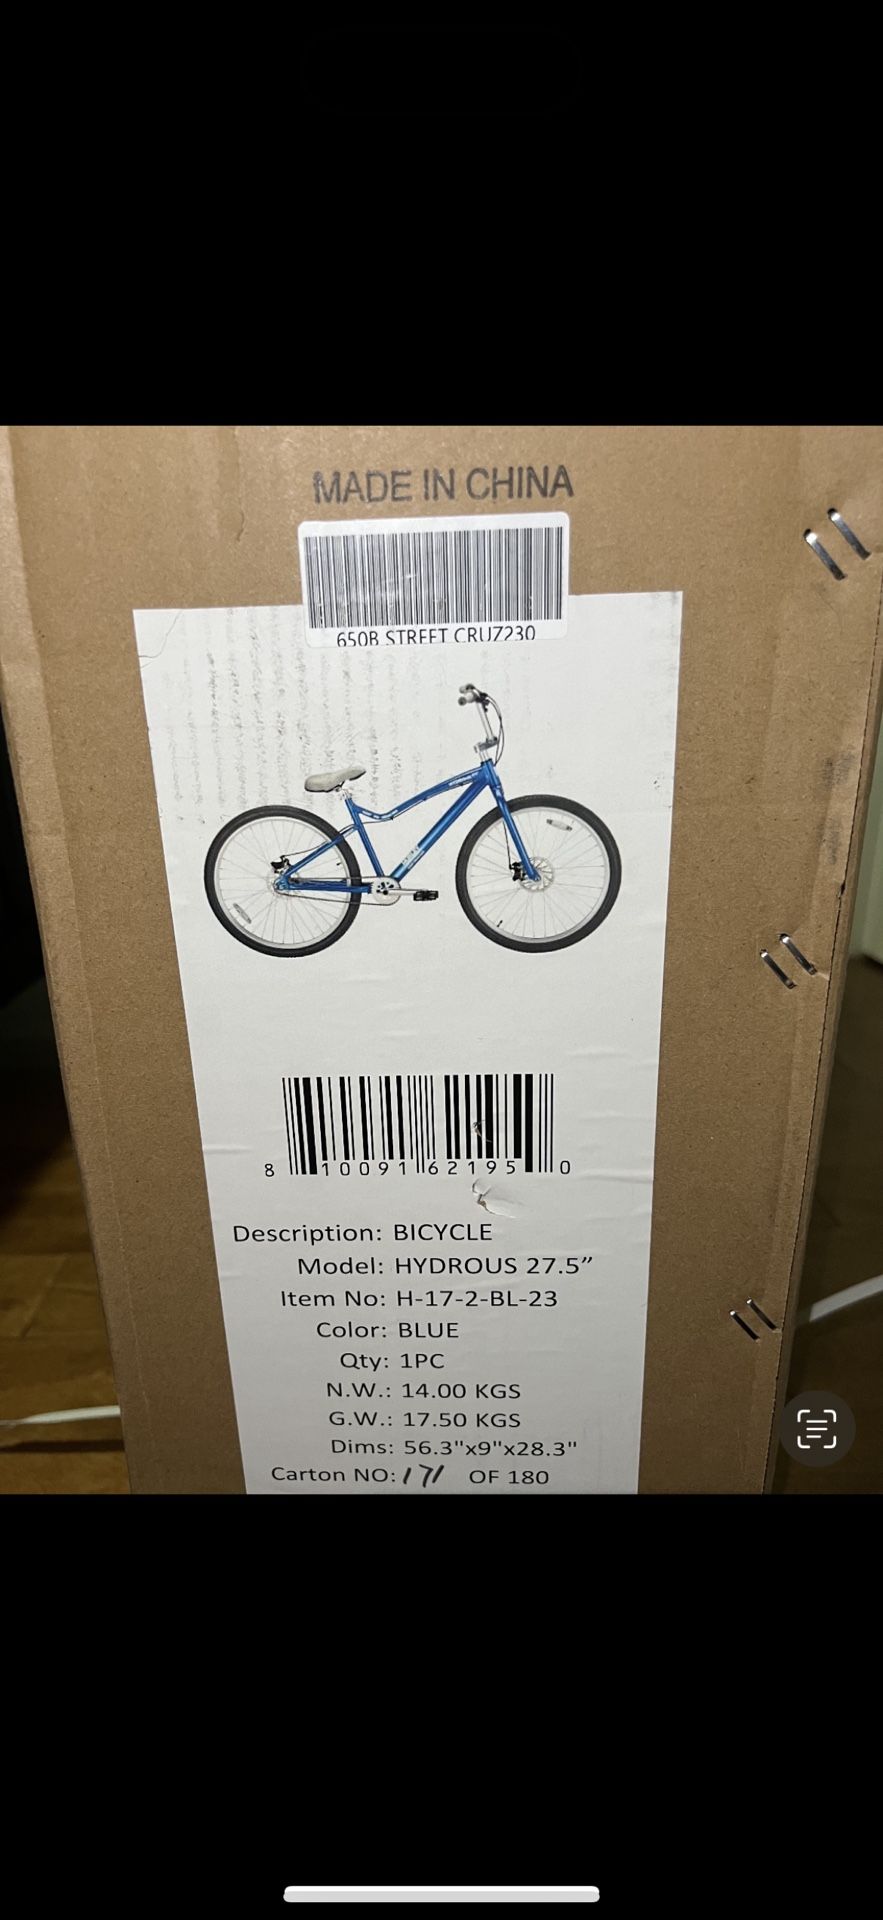 MADE IN CHINA
650B STREET CRUZ230
8 10091 62195 0
Description: BICYCLE
Model: HYDROUS 27.5"
Item No: H-17-2-BL-23
Color: BLUE
Qty: 1PC
N.W.: 14.00 KGS
G.W.: 17.50 KGS
Dims: 56.3"x9"x28.3"
Carton NO: 171 OF 180